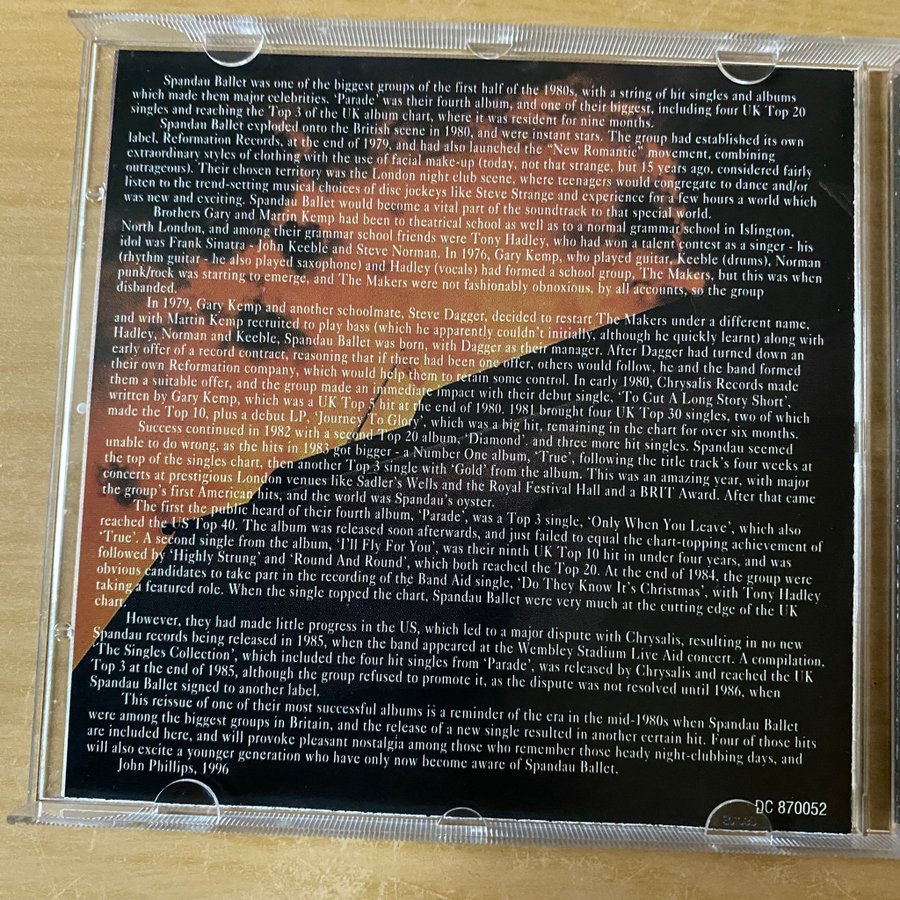 Spandau Ballet was one of the biggest groups of the first half of the 1980s, with a string of hit singles and albums
which made them major celebrities. 'Parade' was their fourth album, and one of their biggest, including four UK Top 20
singles and reaching the Top 3 of the UK album chart, where it was resident for nine months.
Spandau Ballet exploded onto the British scene in 1980, and were instant stars. The group had established its own
label, Reformation Records, at the end of 1979, and had also launched the "New Romantic" movement, combining
extraordinary styles of clothing with the use of facial make-up (today, not that strange, but 15 years ago, considered fairly
outrageous). Their chosen territory was the London night club scene, where teenagers would congregate to dance and/or
listen to the trend-setting musical choices of disc jockeys like Steve Strange and experience for a few hours a world which
was new and exciting. Spandau Ballet would become a vital part of the soundtrack to that special world.
Brothers Gary and Martin Kemp had been to theatrical school as well as to a normal grammar school in Islington,
North London, and among their grammar school friends were Tony Hadley, who had won a talent contest as a singer - his
idol was Frank Sinatra - John Keeble and Steve Norman. In 1976, Gary Kemp, who played guitar, Keeble (drums), Norman
(rhythm guitar - he also played saxophone) and Hadley (vocals) had formed a school group, The Makers, but this was when
punk/rock was starting to emerge, and The Makers were not fashionably obnoxious, by all accounts, so the group
disbanded.
In 1979, Gary Kemp and another schoolmate, Steve Dagger, decided to restart The Makers under a different name,
and with Martin Kemp recruited to play bass (which he apparently couldn't initially, although he quickly learnt) along with
Hadley, Norman and Keeble, Spandau Ballet was born, with Dagger as their manager. After Dagger had turned down an
early offer of a record contract, reasoning that if there had been one offer, others would follow, he and the band formed
their own Reformation company, which would help them to retain some control. In early 1980, Chrysalis Records made
them a suitable offer, and the group made an immediate impact with their debut single, 'To Cut A Long Story Short',
written by Gary Kemp, which was a UK Top 5 hit at the end of 1980. 1981 brought four UK Top 30 singles, two of which
made the Top 10, plus a debut LP, 'Journeys To Glory', which was a big hit, remaining in the chart for over six months.
Success continued in 1982 with a second Top 20 album, 'Diamond', and three more hit singles. Spandau seemed
unable to do wrong, as the hits in 1983 got bigger - a Number One album, 'True', following the title track's four weeks at
the top of the singles chart, then another Top 3 single with 'Gold' from the album. This was an amazing year, with major
concerts at prestigious London venues like Sadler's Wells and the Royal Festival Hall and a BRIT Award. After that came
the group's first American hits, and the world was Spandau's oyster.
The first the public heard of their fourth album, 'Parade', was a Top 3 single, 'Only When You Leave', which also
reached the US Top 40. The album was released soon afterwards, and just failed to equal the chart-topping achievement of
'True'. A second single from the album, 'I'll Fly For You', was their ninth UK Top 10 hit in under four years, and was
followed by 'Highly Strung' and 'Round And Round', which both reached the Top 20. At the end of 1984, the group were
obvious candidates to take part in the recording of the Band Aid single, 'Do They Know It's Christmas', with Tony Hadley
taking a featured role. When the single topped the chart, Spandau Ballet were very much at the cutting edge of the UK
chart.
However, they had made little progress in the US, which led to a major dispute with Chrysalis, resulting in no new
Spandau records being released in 1985, when the band appeared at the Wembley Stadium Live Aid concert. A compilation,
'The Singles Collection', which included the four hit singles from 'Parade', was released by Chrysalis and reached the UK
Top 3 at the end of 1985, although the group refused to promote it, as the dispute was not resolved until 1986, when
Spandau Ballet signed to another label.
This reissue of one of their most successful albums is a reminder of the era in the mid-1980s when Spandau Ballet
were among the biggest groups in Britain, and the release of a new single resulted in another certain hit. Four of those hits
are included here, and will provoke pleasant nostalgia among those who remember those heady night-clubbing days, and
will also excite a younger generation who have only now become aware of Spandau Ballet.
John Phillips, 1996
DC 870052